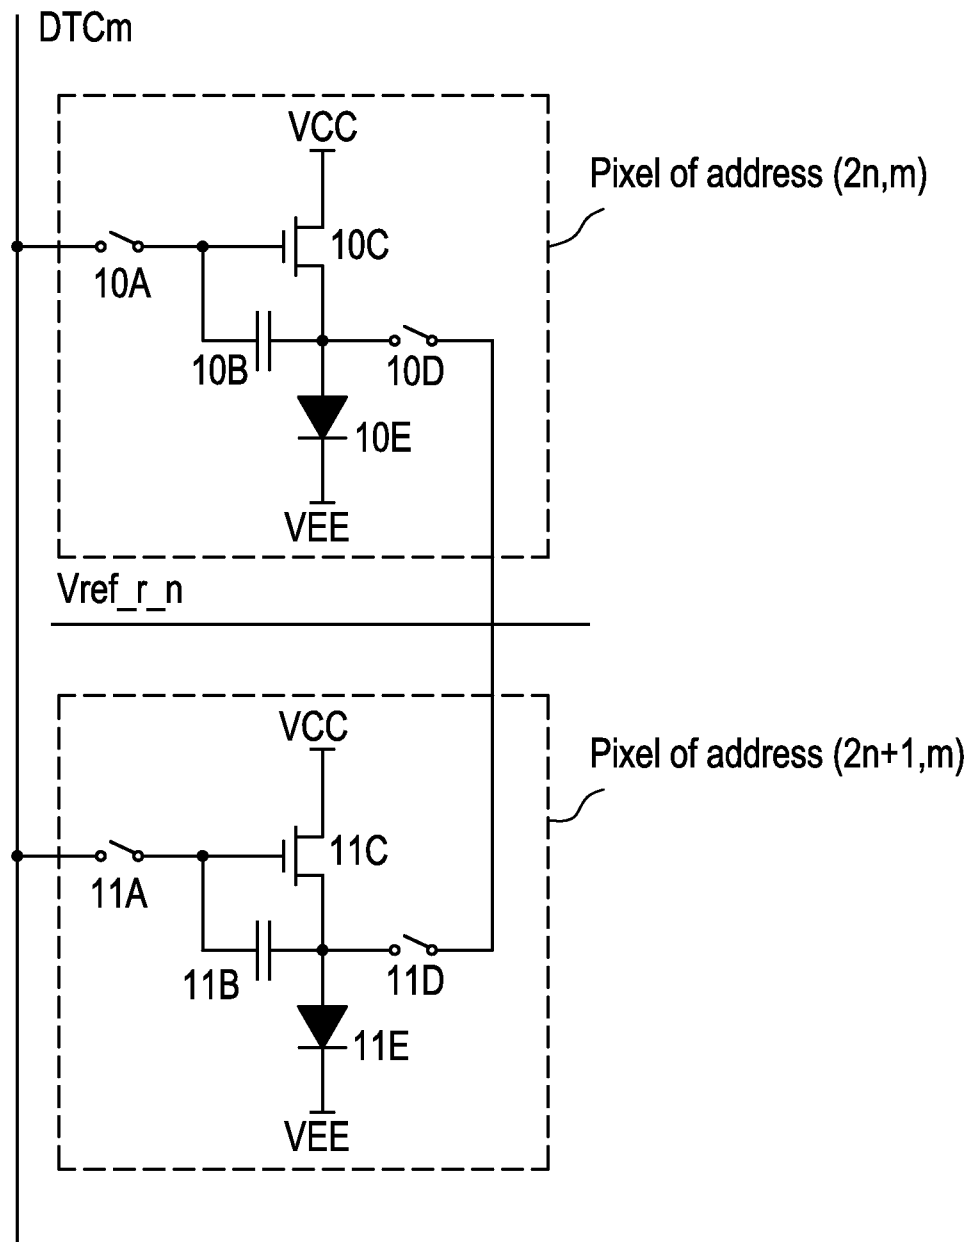 DTCm
VCC
Pixel of address (2n,m)
10C
10A
10B
10D
10E
VEE
Vref_r_n
VCC
Pixel of address (2n+1,m)
11C
11A
11B
11D
11E
VEE